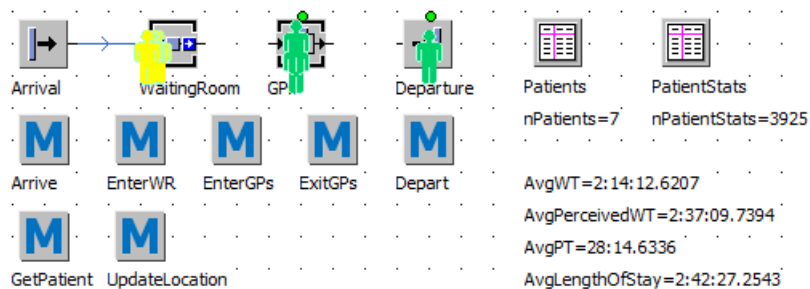 Arrival WaitingRoom GP Departure Patients PatientStats
nPatients=7 nPatientStats=3925
M M M M M
Arrive EnterWR EnterGPs ExitGPs Depart AvgWT=2:14:12.6207
AvgPerceivedWT=2:37:09.7394
M M
AvgPT=28:14.6336
GetPatient UpdateLocation AvgLengthOfStay=2:42:27.2543